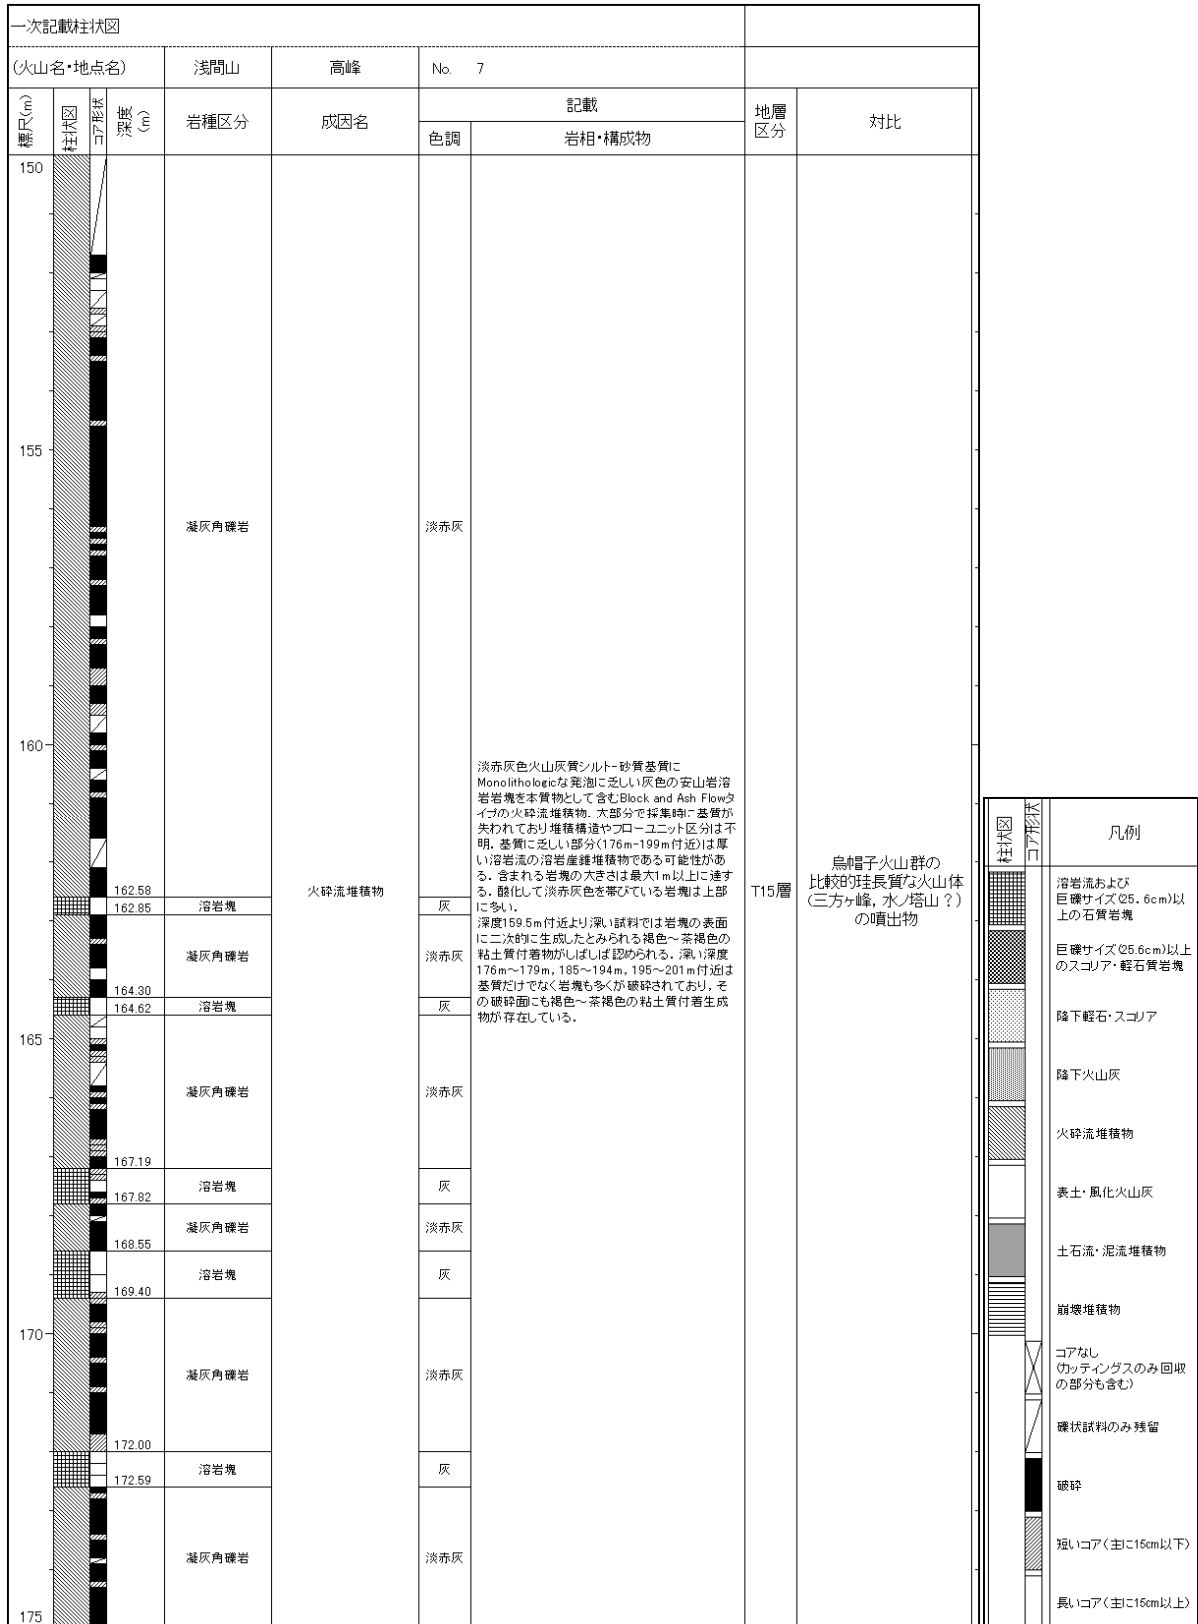 一次記載柱状図
(火山名・地点名) 浅間山 高峰 No. 7
標尺(m) 柱状図 コア形状 深度(m) 岩種区分 成因名 記載 地層区分 対比
色調 岩相・構成物
150
155
凝灰角礫岩 淡赤灰
160
淡赤灰色火山灰質シルト-砂質基質に
Monolithologicな発泡に乏しい灰色の安山岩溶
岩岩塊を本質物として含むBlock and Ash Flowタ
イプの火砕流堆積物. 大部分で採集時に基質が
失われており堆積構造やフローユニット区分は不
明. 基質に乏しい部分(176m-199m付近)は厚
い溶岩流の溶岩崖錐堆積物である可能性があ
る. 含まれる岩塊の大きさは最大1m以上に達す
る. 酸化して淡赤灰色を帯びている岩塊は上部
に多い.
深度159.5m付近より深い試料では岩塊の表面
に二次的に生成したとみられる褐色～茶褐色の
粘土質付着物がしばしば認められる. 深い深度
176m～179m, 185～194m, 195～201m付近は
基質だけでなく岩塊も多くが破砕されており, そ
の破砕面にも褐色～茶褐色の粘土質付着生成
物が存在している.
火砕流堆積物
T15層
烏帽子火山群の
比較的珪長質な火山体
(三方ヶ峰, 水ノ塔山？)
の噴出物
162.58
162.85 溶岩塊 灰
凝灰角礫岩 淡赤灰
164.30
164.62 溶岩塊 灰
165
凝灰角礫岩 淡赤灰
167.19
溶岩塊 灰
167.82
凝灰角礫岩 淡赤灰
168.55
溶岩塊 灰
169.40
170
凝灰角礫岩 淡赤灰
172.00
溶岩塊 灰
172.59
凝灰角礫岩 淡赤灰
175
柱状図 コア形状 凡例
溶岩流および
巨礫サイズ(25.6cm)以
上の石質岩塊
巨礫サイズ(25.6cm)以上
のスコリア・軽石質岩塊
降下軽石・スコリア
降下火山灰
火砕流堆積物
表土・風化火山灰
土石流・泥流堆積物
崩壊堆積物
コアなし
(カッティングスのみ回収
の部分も含む)
礫状試料のみ残留
破砕
短いコア(主に15cm以下)
長いコア(主に15cm以上)